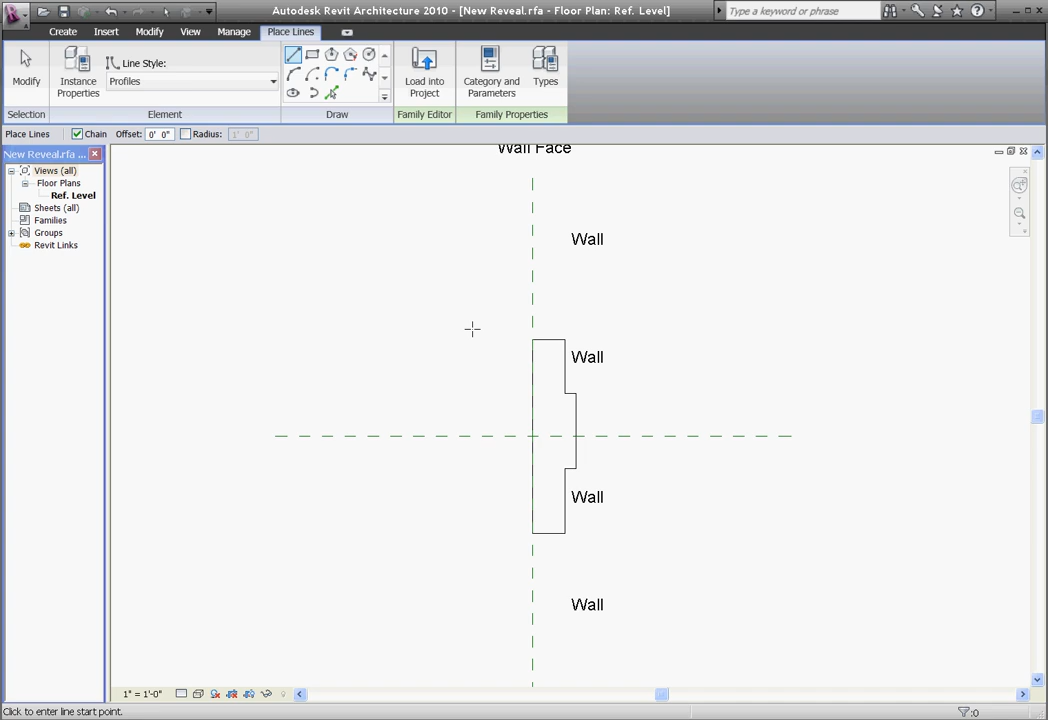 Autodesk Revit Architecture 2010 - [New Reveal.rfa - Floor Plan: Ref. Level]
Type a keyword or phrase
Create Insert Modify View Manage Place Lines
Line Style:
Profiles
Modify
Instance Properties
Load into Project
Category and Parameters
Types
Selection Element Draw Family Editor Family Properties
Place Lines Chain Offset: 0' 0" Radius: 1' 0"
New Reveal.rfa ...
Views (all)
Floor Plans
Ref. Level
Sheets (all)
Families
Groups
Revit Links
Wall Face
Wall
Wall
Wall
Wall
1" = 1'-0"
Click to enter line start point.
:0